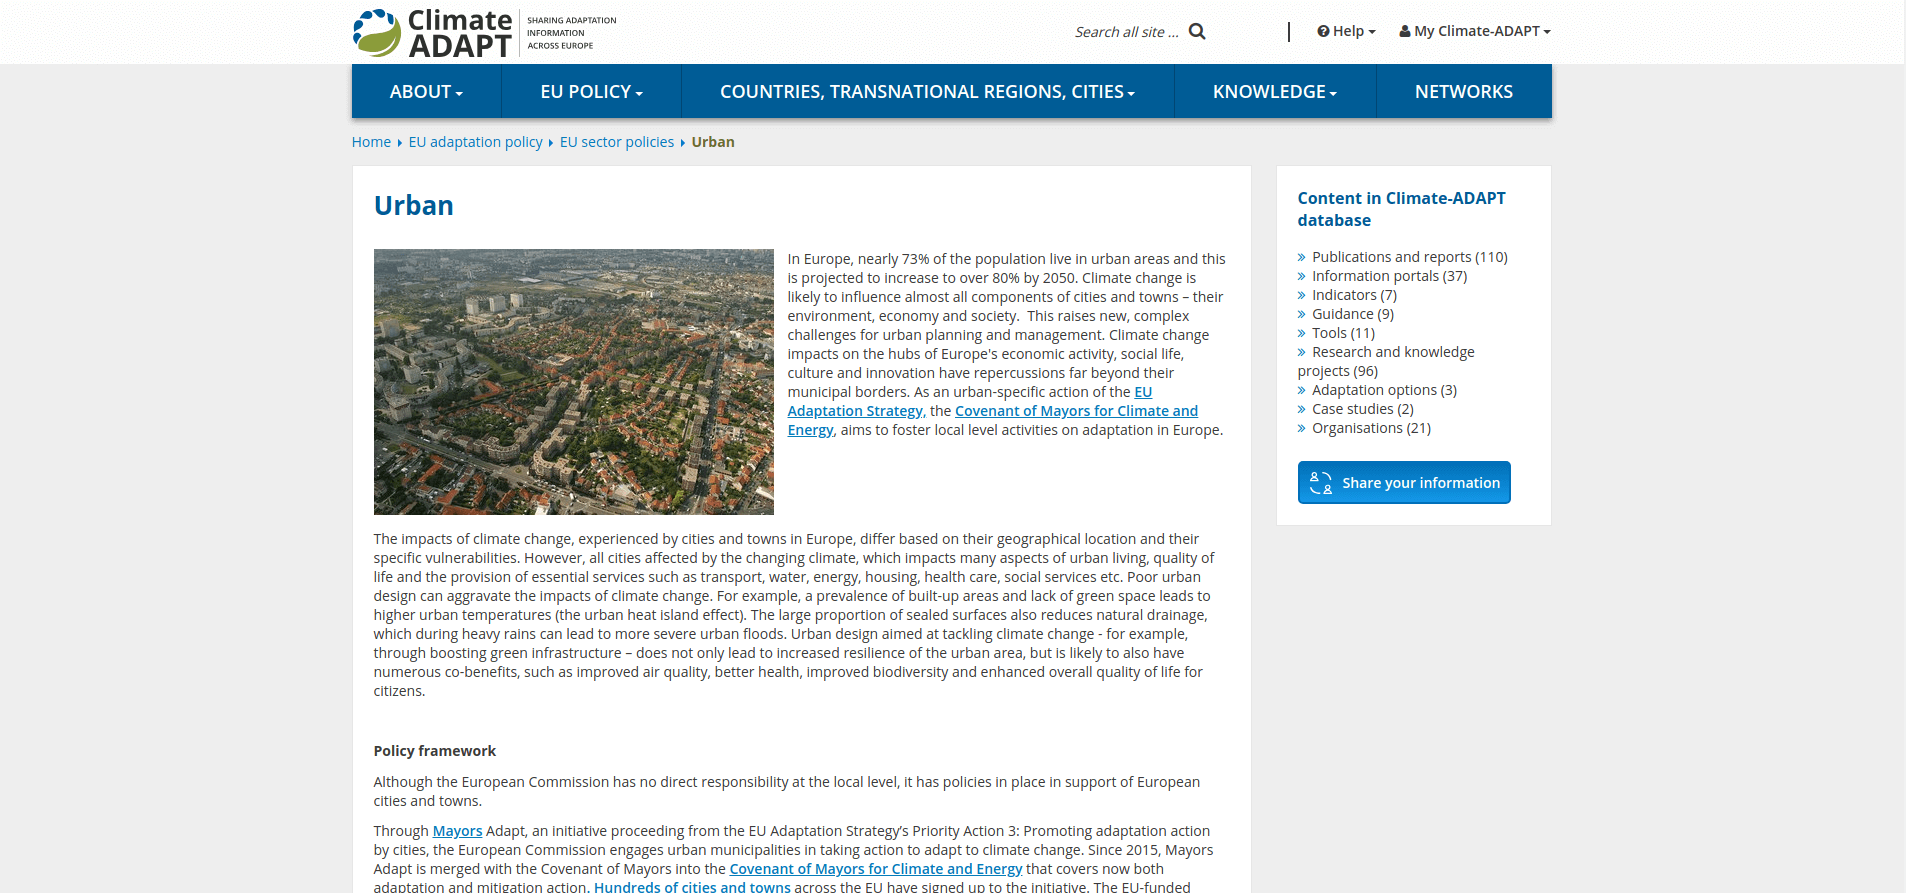 Climate
ADAPT
SHARING ADAPTATION
INFORMATION
ACROSS EUROPE
Search all site ...
Help
My Climate-ADAPT
ABOUT
EU POLICY
COUNTRIES, TRANSNATIONAL REGIONS, CITIES
KNOWLEDGE
NETWORKS
Home
EU adaptation policy
EU sector policies
Urban
Urban
In Europe, nearly 73% of the population live in urban areas and this
is projected to increase to over 80% by 2050. Climate change is
likely to influence almost all components of cities and towns – their
environment, economy and society.  This raises new, complex
challenges for urban planning and management. Climate change
impacts on the hubs of Europe's economic activity, social life,
culture and innovation have repercussions far beyond their
municipal borders. As an urban-specific action of the EU
Adaptation Strategy, the Covenant of Mayors for Climate and
Energy, aims to foster local level activities on adaptation in Europe.
The impacts of climate change, experienced by cities and towns in Europe, differ based on their geographical location and their
specific vulnerabilities. However, all cities affected by the changing climate, which impacts many aspects of urban living, quality of
life and the provision of essential services such as transport, water, energy, housing, health care, social services etc. Poor urban
design can aggravate the impacts of climate change. For example, a prevalence of built-up areas and lack of green space leads to
higher urban temperatures (the urban heat island effect). The large proportion of sealed surfaces also reduces natural drainage,
which during heavy rains can lead to more severe urban floods. Urban design aimed at tackling climate change - for example,
through boosting green infrastructure – does not only lead to increased resilience of the urban area, but is likely to also have
numerous co-benefits, such as improved air quality, better health, improved biodiversity and enhanced overall quality of life for
citizens.
Policy framework
Although the European Commission has no direct responsibility at the local level, it has policies in place in support of European
cities and towns.
Through Mayors Adapt, an initiative proceeding from the EU Adaptation Strategy’s Priority Action 3: Promoting adaptation action
by cities, the European Commission engages urban municipalities in taking action to adapt to climate change. Since 2015, Mayors
Adapt is merged with the Covenant of Mayors into the Covenant of Mayors for Climate and Energy that covers now both
adaptation and mitigation action. Hundreds of cities and towns across the EU have signed up to the initiative. The EU-funded
Content in Climate-ADAPT
database
Publications and reports (110)
Information portals (37)
Indicators (7)
Guidance (9)
Tools (11)
Research and knowledge
projects (96)
Adaptation options (3)
Case studies (2)
Organisations (21)
Share your information